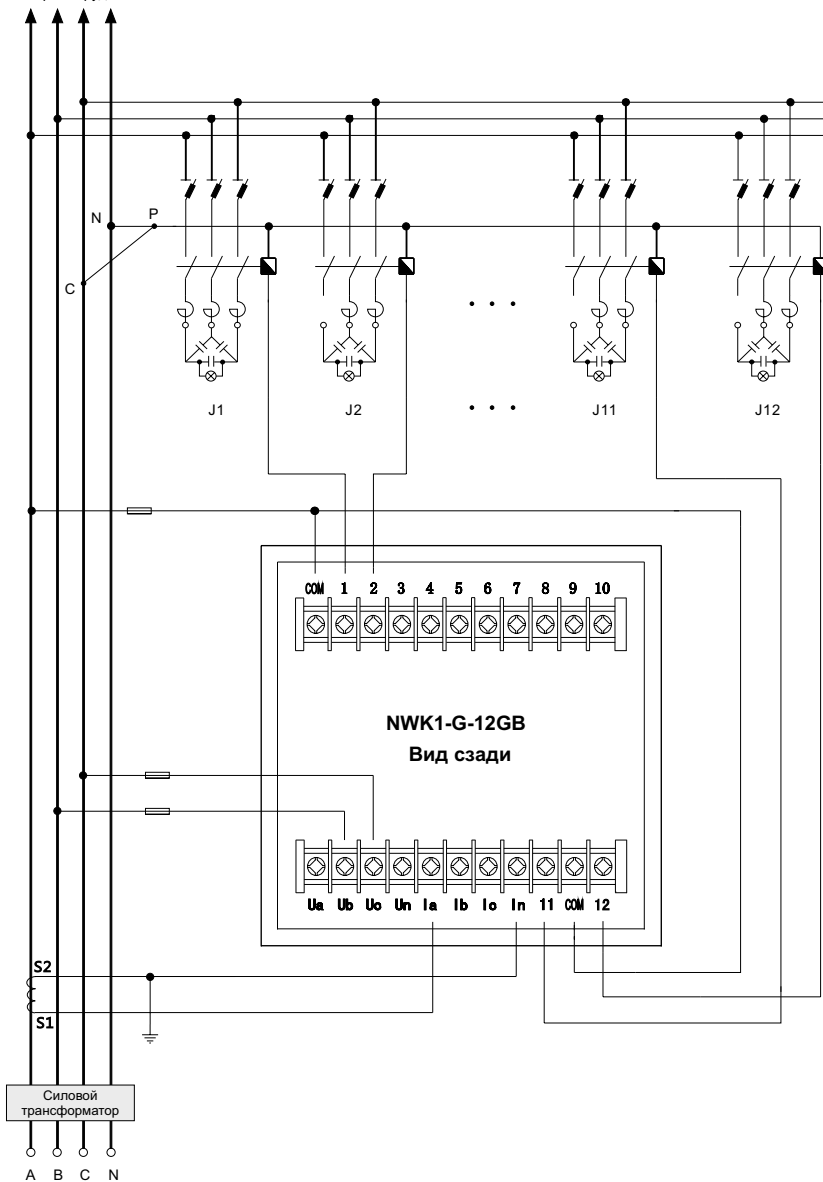 N
P
C
J1
J2
J11
J12
COM 1 2 3 4 5 6 7 8 9 10
NWK1-G-12GB
Вид сзади
Ua Ub Uc Un Ia Ib Ic In 11 COM 12
S2
S1
Силовой
трансформатор
A B C N